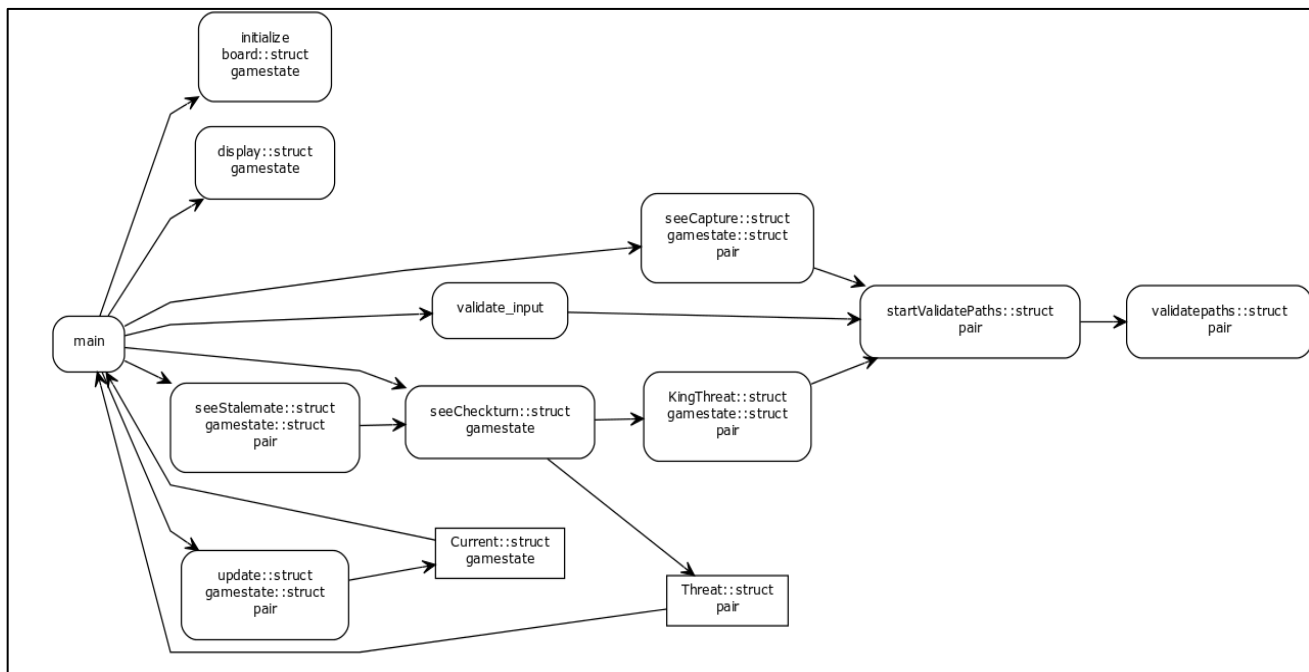 initialize
board::struct
gamestate
display::struct
gamestate
seeCapture::struct
gamestate::struct
pair
validate_input
startValidatePaths::struct
pair
validatepaths::struct
pair
main
seeStalemate::struct
gamestate::struct
pair
seeCheckturn::struct
gamestate
KingThreat::struct
gamestate::struct
pair
Current::struct
gamestate
update::struct
gamestate::struct
pair
Threat::struct
pair